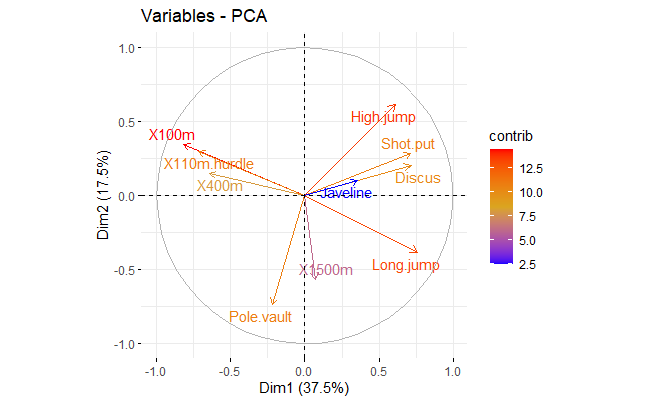 Variables - PCA
1.0
0.5
0.0
-0.5
-1.0
Dim2 (17.5%)
X100m
High.jump
Shot.put
X110m.hurdle
X400m
Discus
Javeline
Long.jump
X1500m
Pole.vault
-1.0 -0.5 0.0 0.5 1.0
Dim1 (37.5%)
contrib
12.5
10.0
7.5
5.0
2.5